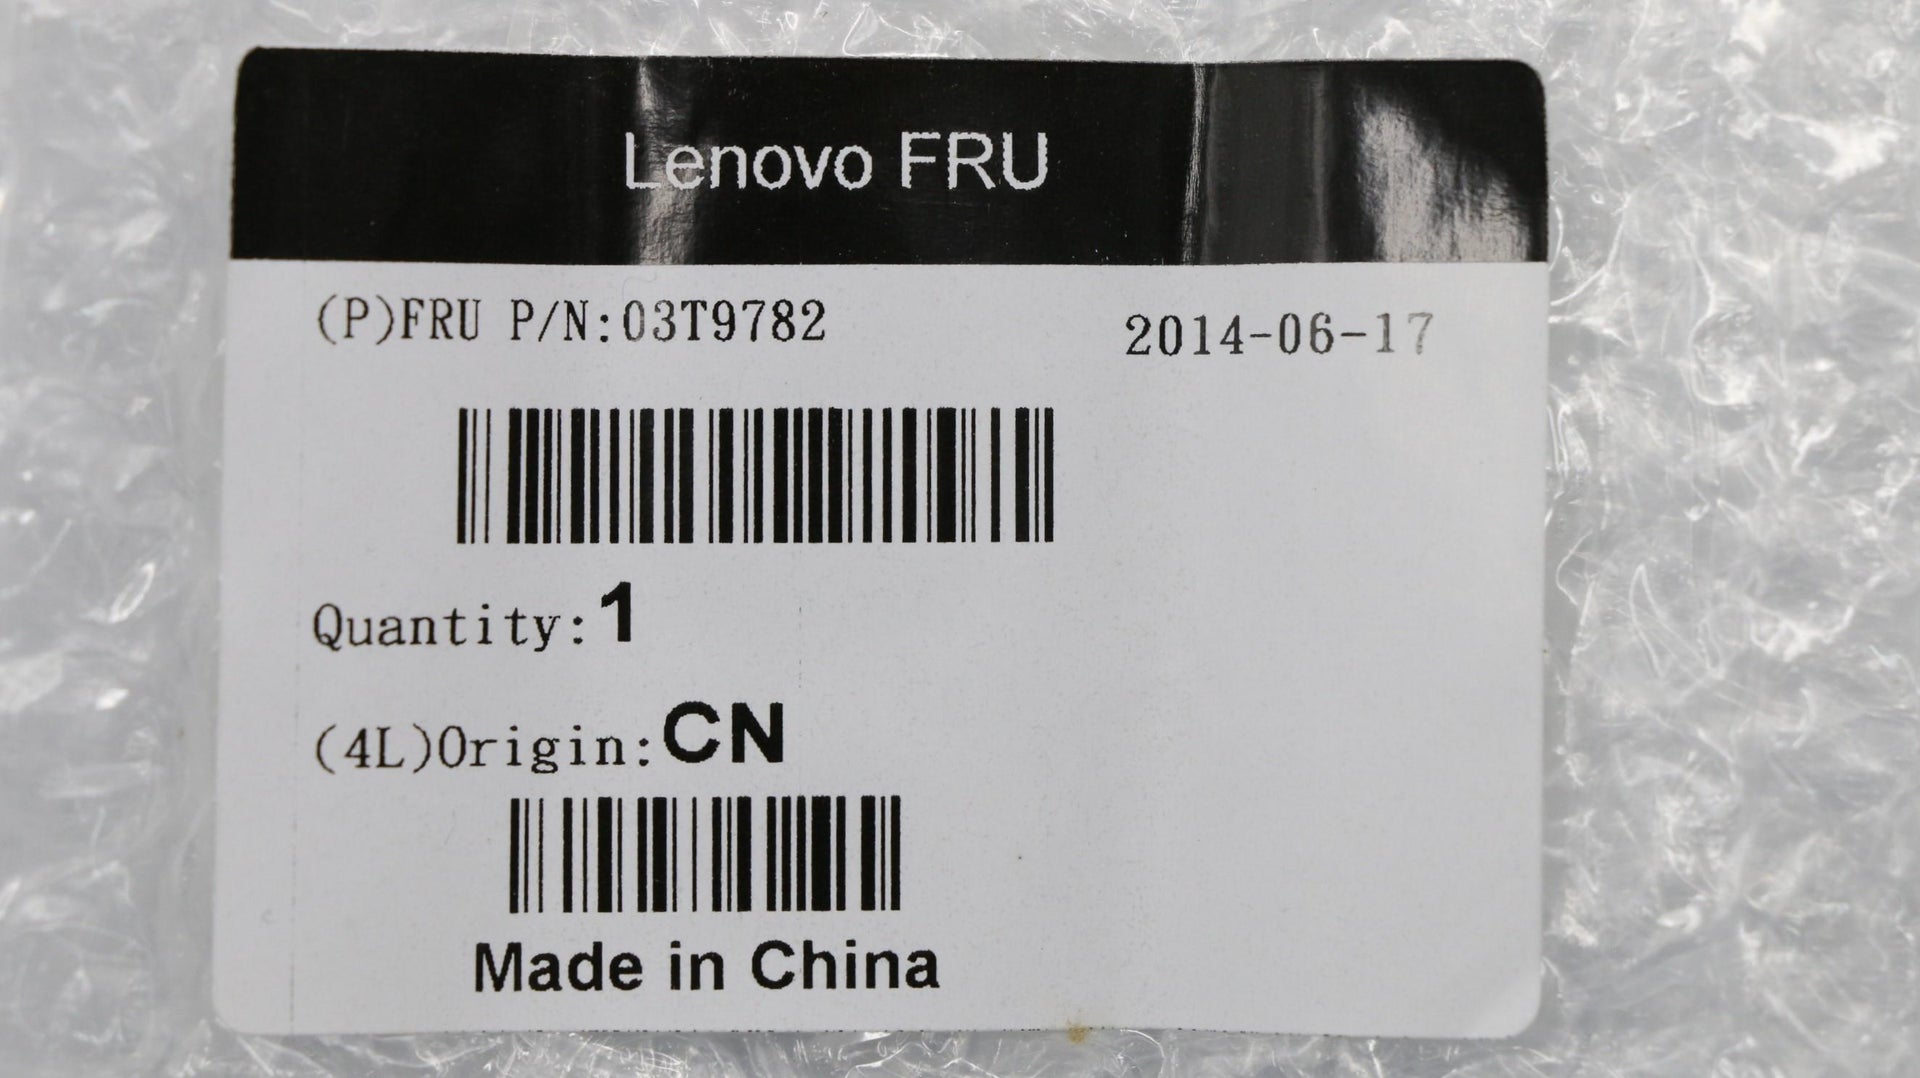 Lenovo FRU
(P)FRU P/N:03T9782 2014-06-17
Quantity:1
(4L)Origin:CN
Made in China